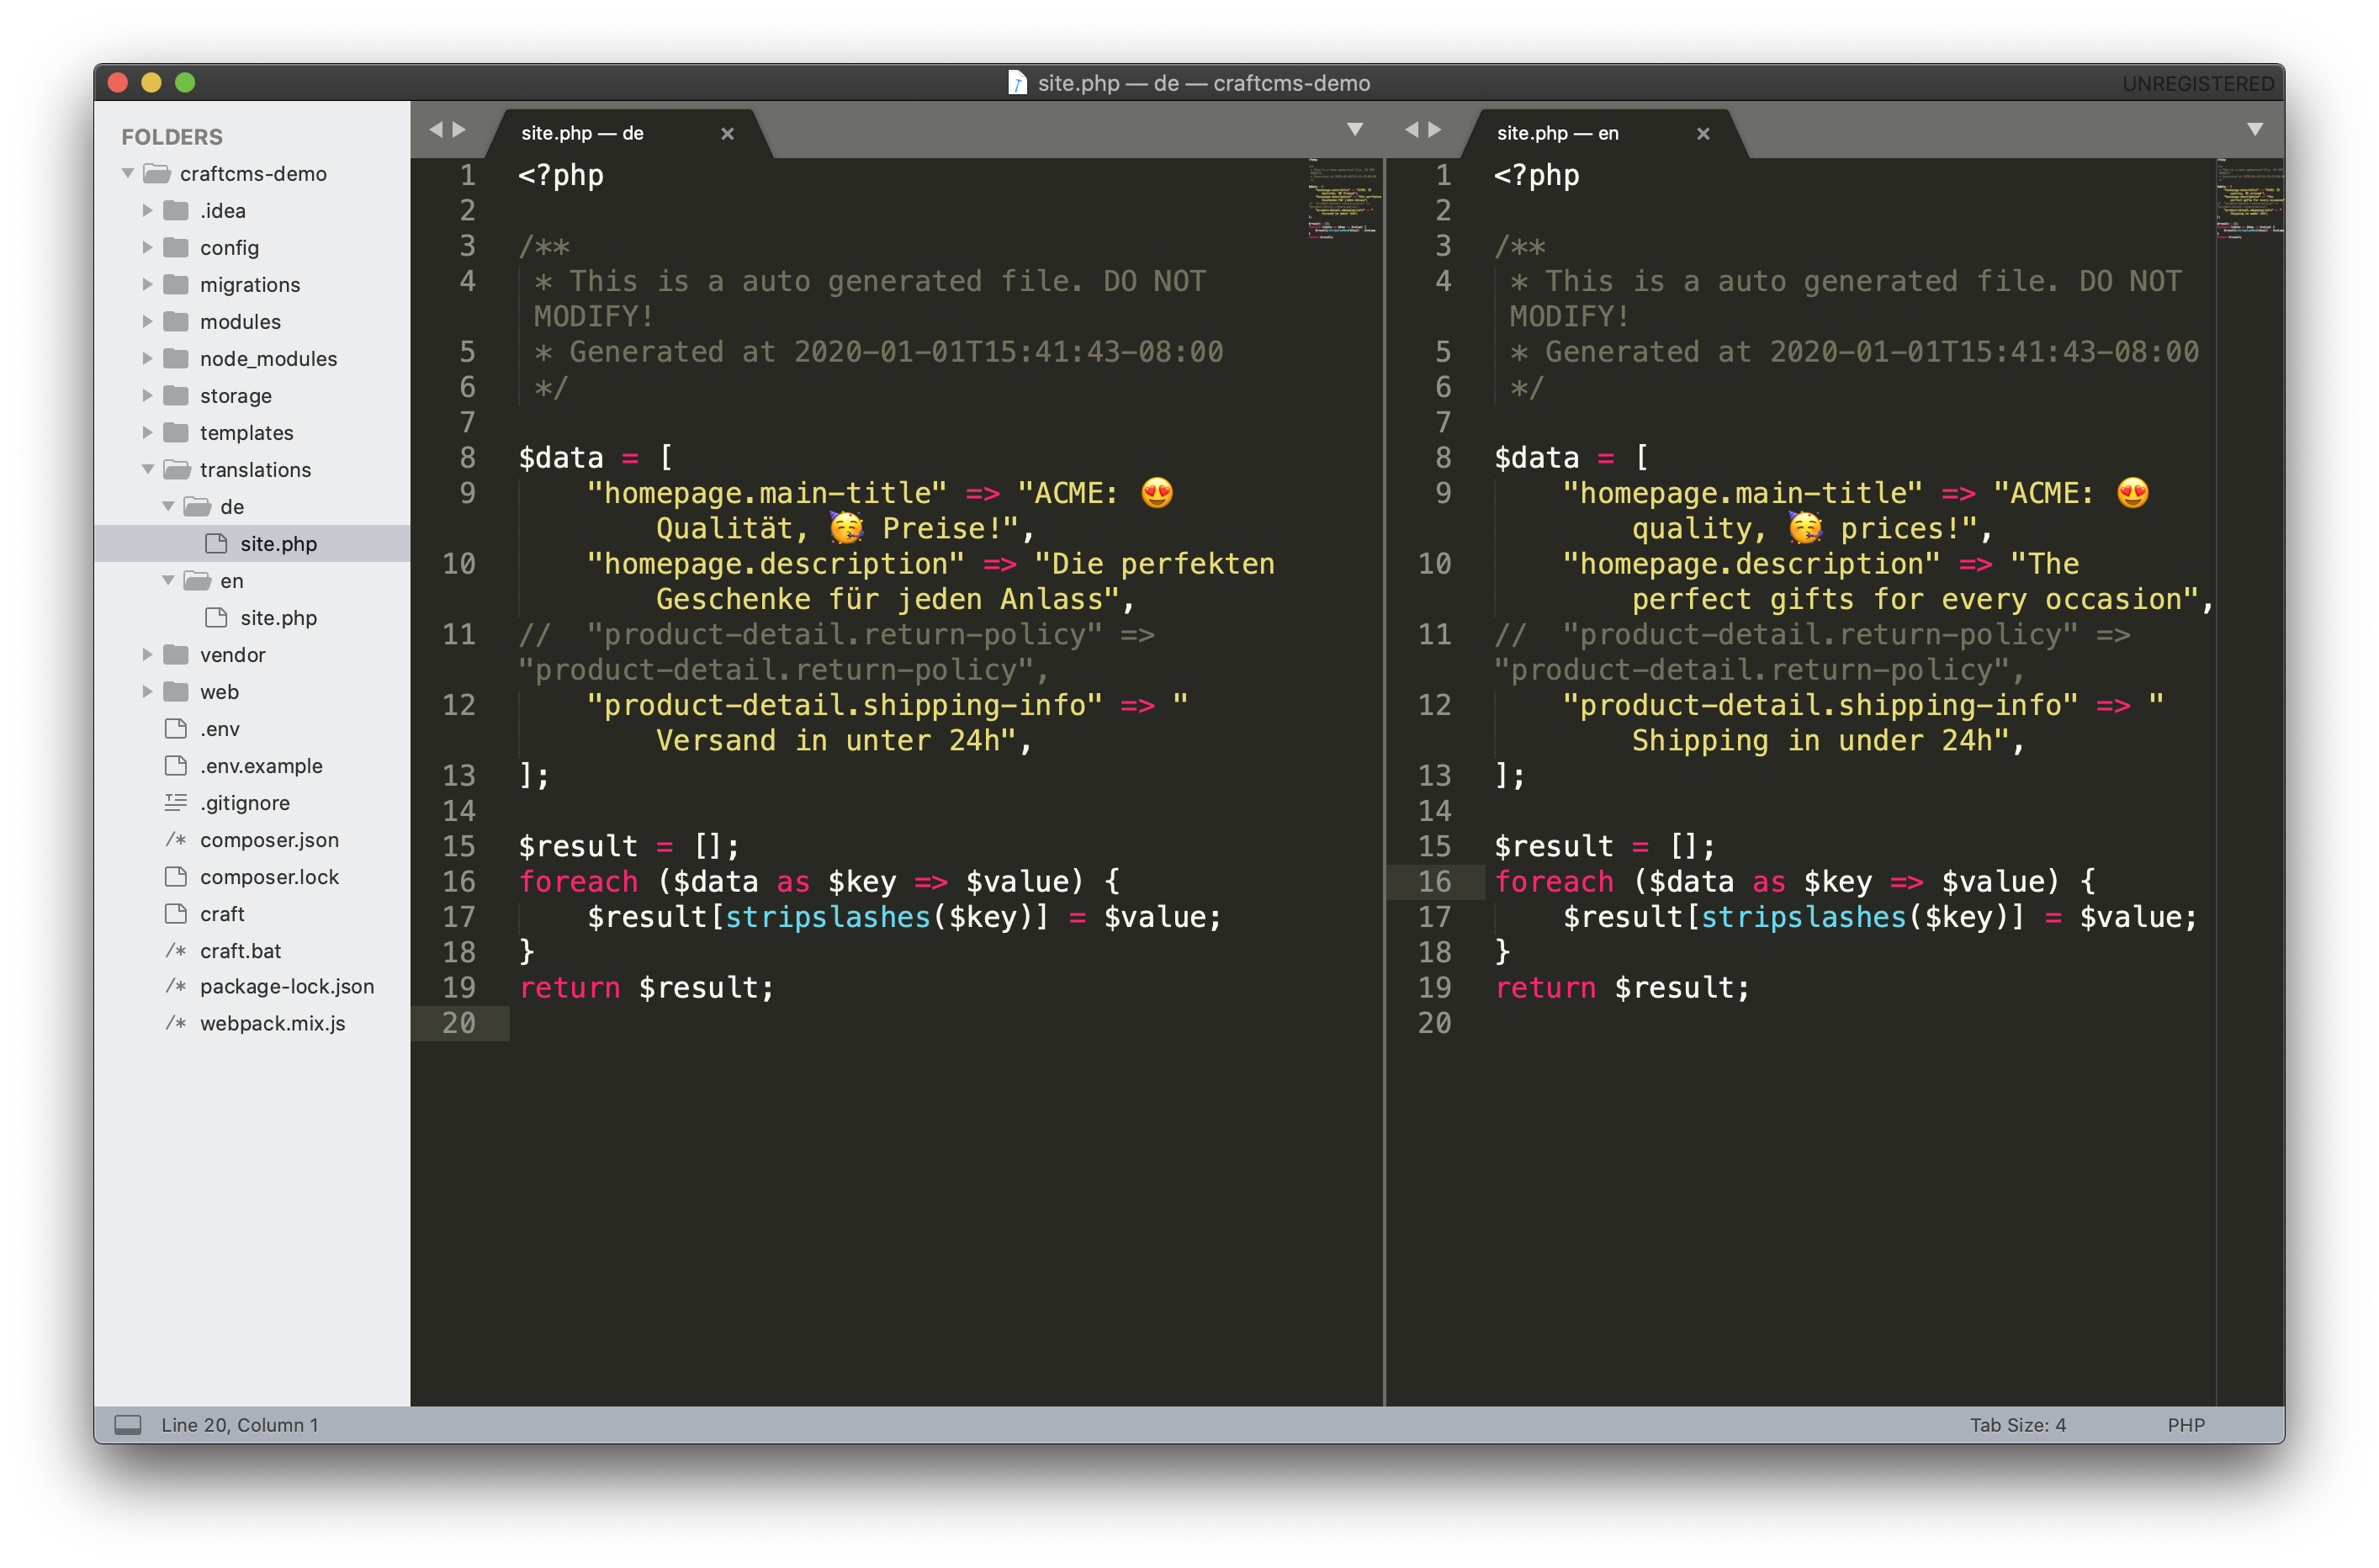 site.php — de — craftcms-demo
UNREGISTERED
FOLDERS
craftcms-demo
.idea
config
migrations
modules
node_modules
storage
templates
translations
de
site.php
en
site.php
vendor
web
.env
.env.example
.gitignore
composer.json
composer.lock
craft
craft.bat
package-lock.json
webpack.mix.js
site.php — de
1 <?php
2
3 /**
4  * This is a auto generated file. DO NOT
MODIFY!
5  * Generated at 2020-01-01T15:41:43-08:00
6  */
7
8 $data = [
9     "homepage.main-title" => "ACME: 😍
Qualität, 🥳 Preise!",
10     "homepage.description" => "Die perfekten
Geschenke für jeden Anlass",
11 //  "product-detail.return-policy" =>
"product-detail.return-policy",
12     "product-detail.shipping-info" => "
Versand in unter 24h",
13 ];
14
15 $result = [];
16 foreach ($data as $key => $value) {
17     $result[stripslashes($key)] = $value;
18 }
19 return $result;
20
site.php — en
1 <?php
2
3 /**
4  * This is a auto generated file. DO NOT
MODIFY!
5  * Generated at 2020-01-01T15:41:43-08:00
6  */
7
8 $data = [
9     "homepage.main-title" => "ACME: 😍
quality, 🥳 prices!",
10     "homepage.description" => "The
perfect gifts for every occasion",
11 //  "product-detail.return-policy" =>
"product-detail.return-policy",
12     "product-detail.shipping-info" => "
Shipping in under 24h",
13 ];
14
15 $result = [];
16 foreach ($data as $key => $value) {
17     $result[stripslashes($key)] = $value;
18 }
19 return $result;
20
Line 20, Column 1
Tab Size: 4
PHP